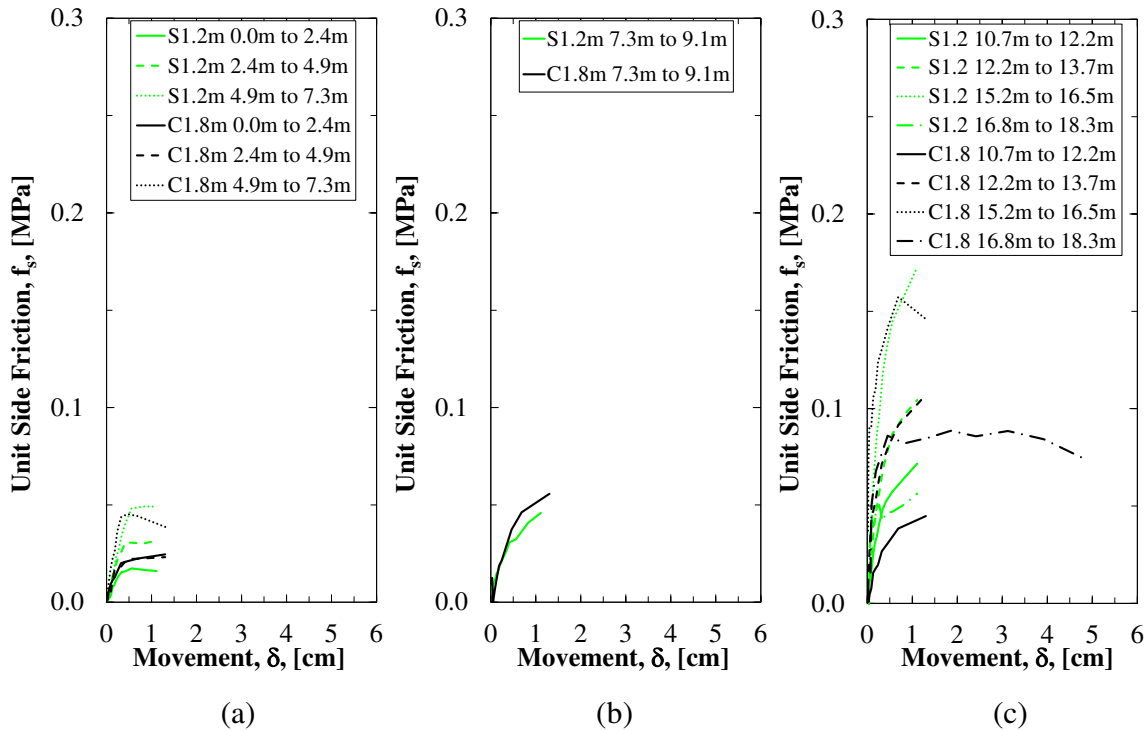 0.3
0.2
0.1
0.0
Unit Side Friction, fs, [MPa]
S1.2m 0.0m to 2.4m
S1.2m 2.4m to 4.9m
S1.2m 4.9m to 7.3m
C1.8m 0.0m to 2.4m
C1.8m 2.4m to 4.9m
C1.8m 4.9m to 7.3m
0 1 2 3 4 5 6
Movement, δ, [cm]
(a)
0.3
0.2
0.1
0.0
Unit Side Friction, fs, [MPa]
S1.2m 7.3m to 9.1m
C1.8m 7.3m to 9.1m
0 1 2 3 4 5 6
Movement, δ, [cm]
(b)
0.3
0.2
0.1
0.0
Unit Side Friction, fs, [MPa]
S1.2 10.7m to 12.2m
S1.2 12.2m to 13.7m
S1.2 15.2m to 16.5m
S1.2 16.8m to 18.3m
C1.8 10.7m to 12.2m
C1.8 12.2m to 13.7m
C1.8 15.2m to 16.5m
C1.8 16.8m to 18.3m
0 1 2 3 4 5 6
Movement, δ, [cm]
(c)